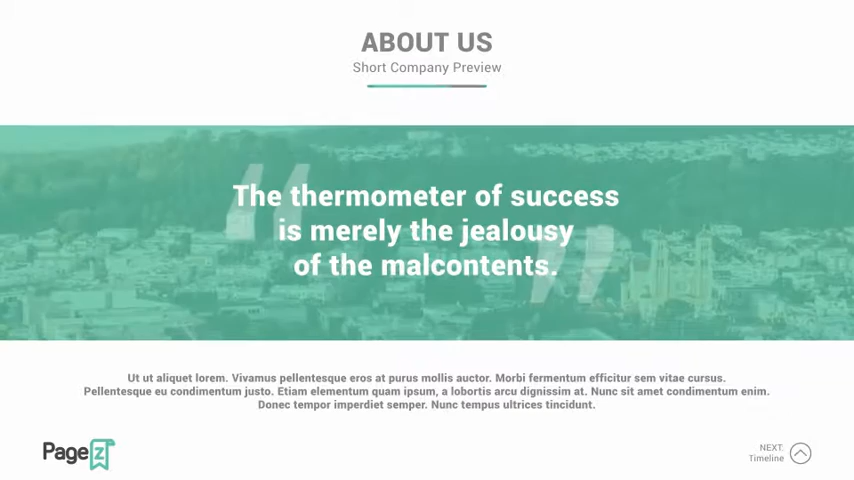 ABOUT US
Short Company Preview
The thermometer of success
is merely the jealousy
of the malcontents.
Ut ut aliquet lorem. Vivamus pellentesque eros at purus mollis auctor. Morbi fermentum efficitur sem vitae cursus.
Pellentesque eu condimentum justo. Etiam elementum quam ipsum, a lobortis arcu dignissim at. Nunc sit amet condimentum enim.
Donec tempor imperdiet semper. Nunc tempus ultrices tincidunt.
Page z
NEXT:
Timeline